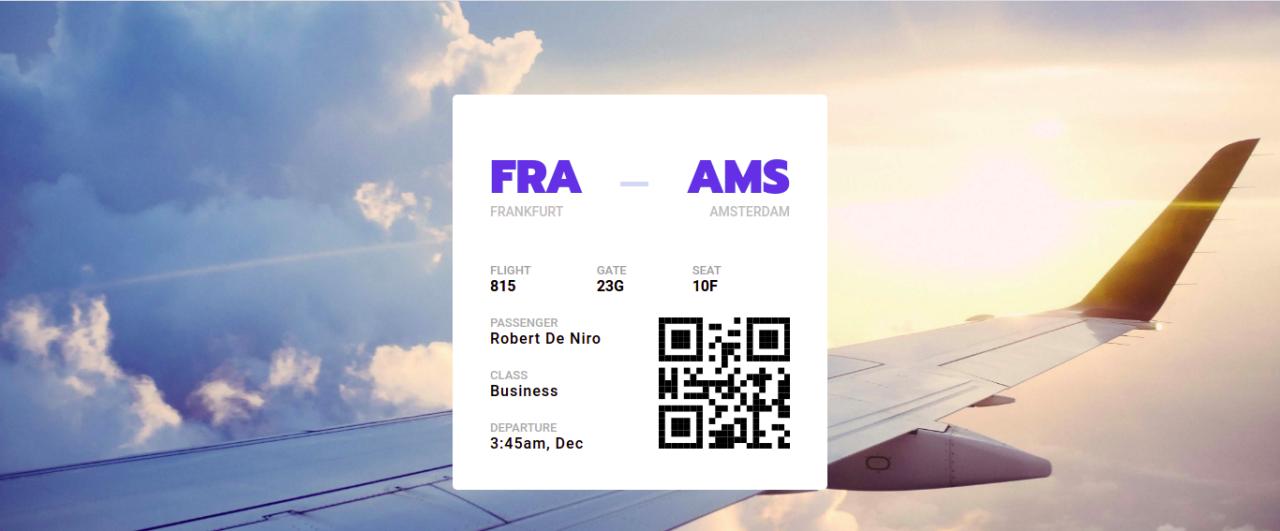 FRA — AMS
FRANKFURT AMSTERDAM
FLIGHT GATE SEAT
815 23G 10F
PASSENGER
Robert De Niro
CLASS
Business
DEPARTURE
3:45am, Dec